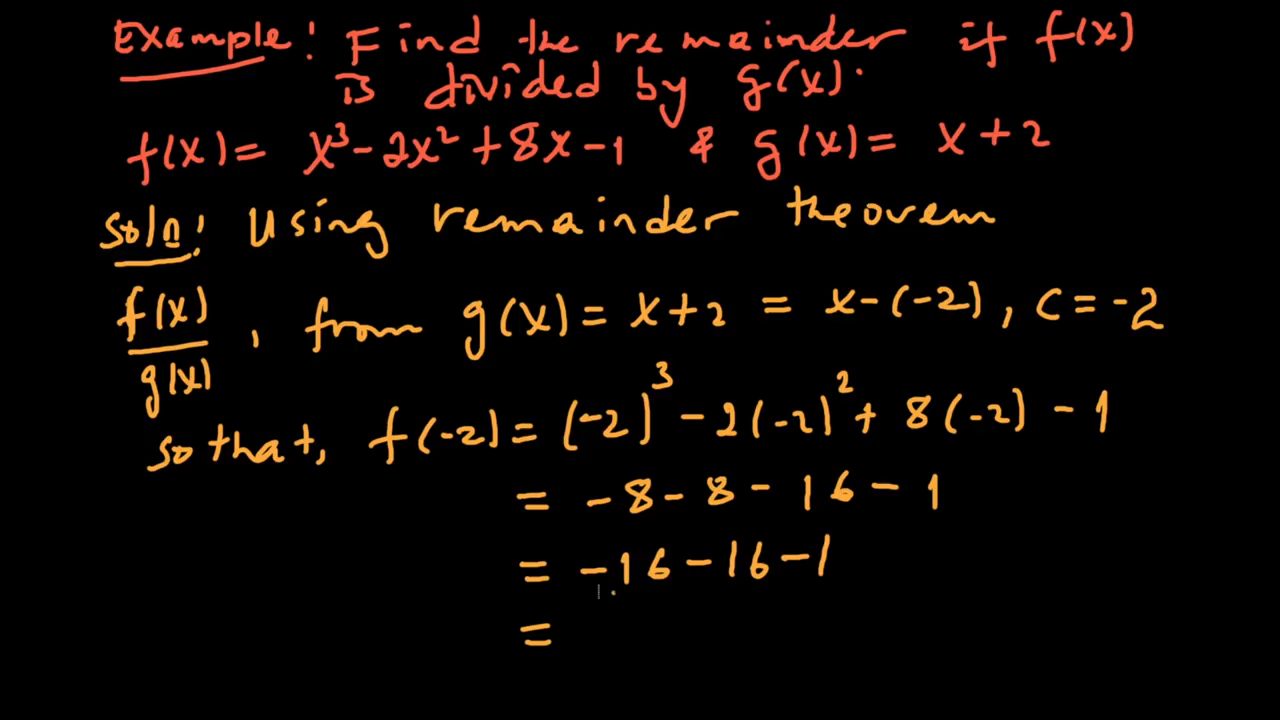 Example: Find the remainder if f(x)
is divided by g(x).
f(x) = x³ - 2x² + 8x - 1 & g(x) = x + 2
Soln: Using remainder theorem
f(x)/g(x), from g(x) = x + 2 = x - (-2), c = -2
so that, f(-2) = (-2)³ - 2(-2)² + 8(-2) - 1
= -8 - 8 - 16 - 1
= -16 - 16 - 1
=